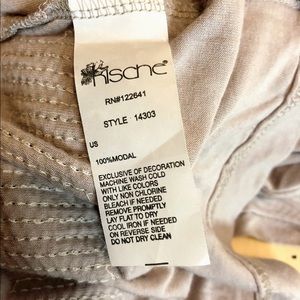 Kische
RN#122641
STYLE 14303
US
100%MODAL
EXCLUSIVE OF DECORATION
MACHINE WASH COLD
WITH LIKE COLORS
ONLY NON CHLORINE
BLEACH IF NEEDED
REMOVE PROMPTLY
LAY FLAT TO DRY
COOL IRON IF NEEDED
ON REVERSE SIDE
DO NOT DRY CLEAN